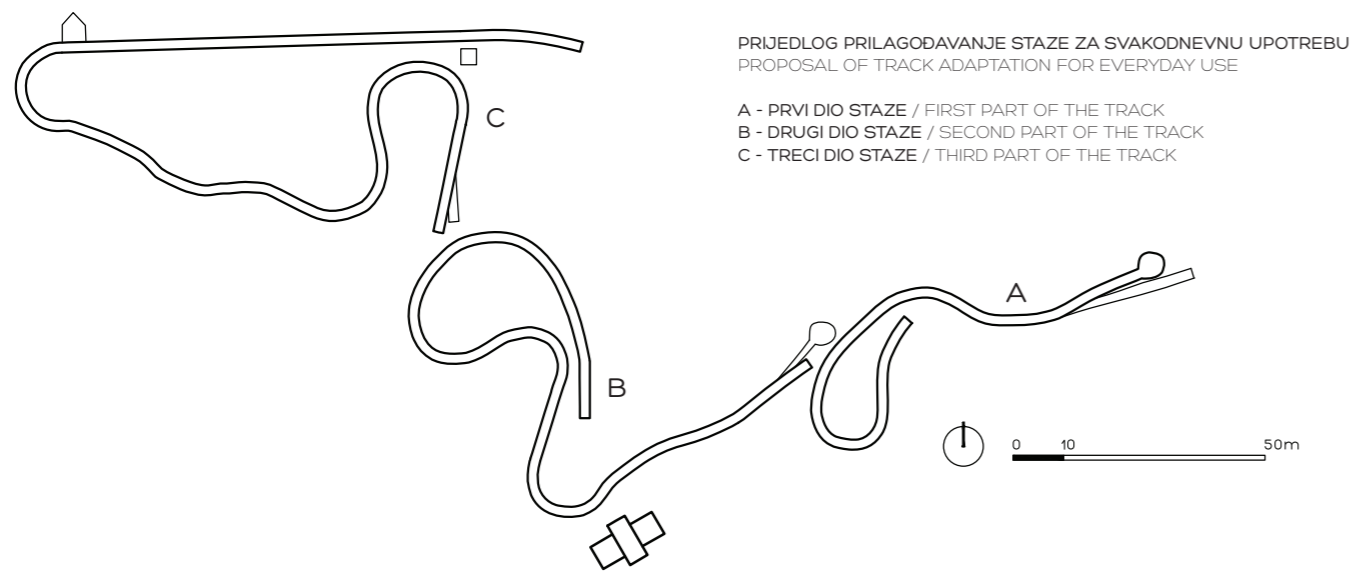 PRIJEDLOG PRILAGOĐAVANJE STAZE ZA SVAKODNEVNU UPOTREBU
PROPOSAL OF TRACK ADAPTATION FOR EVERYDAY USE
A - PRVI DIO STAZE / FIRST PART OF THE TRACK
B - DRUGI DIO STAZE / SECOND PART OF THE TRACK
C - TRECI DIO STAZE / THIRD PART OF THE TRACK
C
A
B
0 10 50m